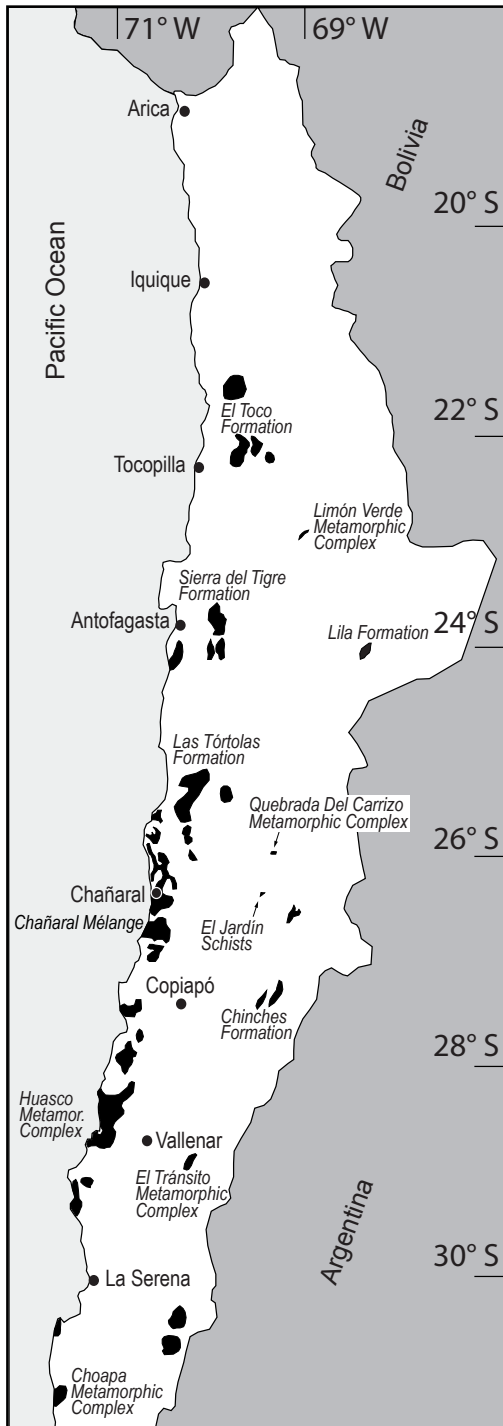 71° W
69° W
Arica
Bolivia
20° S
Pacific Ocean
Iquique
El Toco
Formation
22° S
Tocopilla
Limón Verde
Metamorphic
Complex
Sierra del Tigre
Formation
Antofagasta
Lila Formation
24° S
Las Tórtolas
Formation
Quebrada Del Carrizo
Metamorphic Complex
26° S
Chañaral
Chañaral Mélange
El Jardín
Schists
Copiapó
Chinches
Formation
28° S
Huasco
Metamor.
Complex
Vallenar
El Tránsito
Metamorphic
Complex
Argentina
30° S
La Serena
Choapa
Metamorphic
Complex